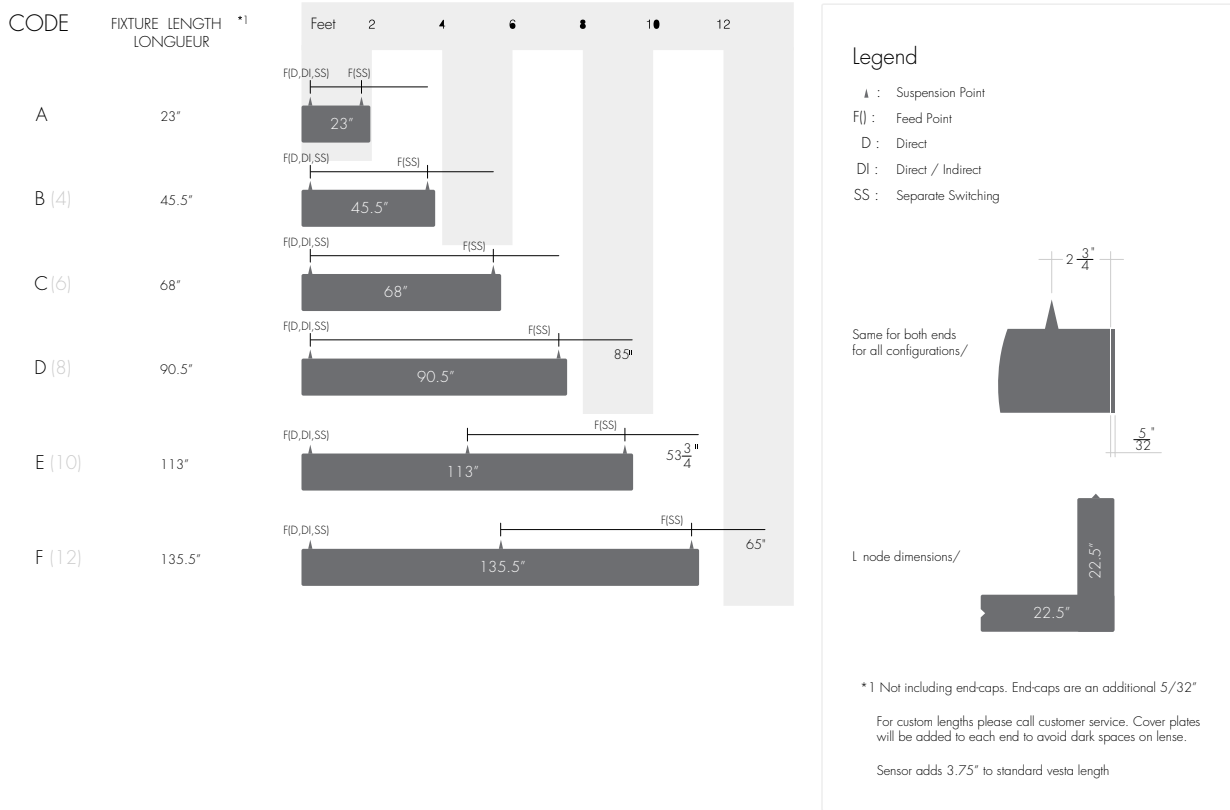 CODE
FIXTURE LENGTH *1
LONGUEUR
Feet 2 4 6 8 10 12
F(D,DI,SS) F(SS)
A 23" 23"
F(D,DI,SS) F(SS)
B (4) 45.5" 45.5"
F(D,DI,SS) F(SS)
C (6) 68" 68"
F(D,DI,SS) F(SS)
85"
D (8) 90.5" 90.5"
F(D,DI,SS) F(SS)
53 3/4"
E (10) 113" 113"
F(D,DI,SS) F(SS)
65"
F (12) 135.5" 135.5"
Legend
: Suspension Point
F() : Feed Point
D : Direct
DI : Direct / Indirect
SS : Separate Switching
2 3/4"
Same for both ends
for all configurations/
5/32"
L node dimensions/
22.5"
22.5"
*1 Not including end-caps. End-caps are an additional 5/32"
For custom lengths please call customer service. Cover plates
will be added to each end to avoid dark spaces on lense.
Sensor adds 3.75" to standard vesta length